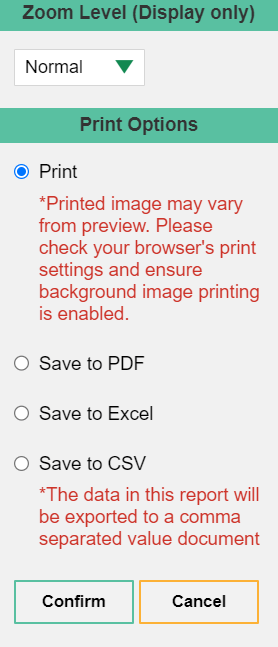 Zoom Level (Display only)
Normal
Print Options
Print
*Printed image may vary
from preview. Please
check your browser's print
settings and ensure
background image printing
is enabled.
Save to PDF
Save to Excel
Save to CSV
*The data in this report will
be exported to a comma
separated value document
Confirm
Cancel